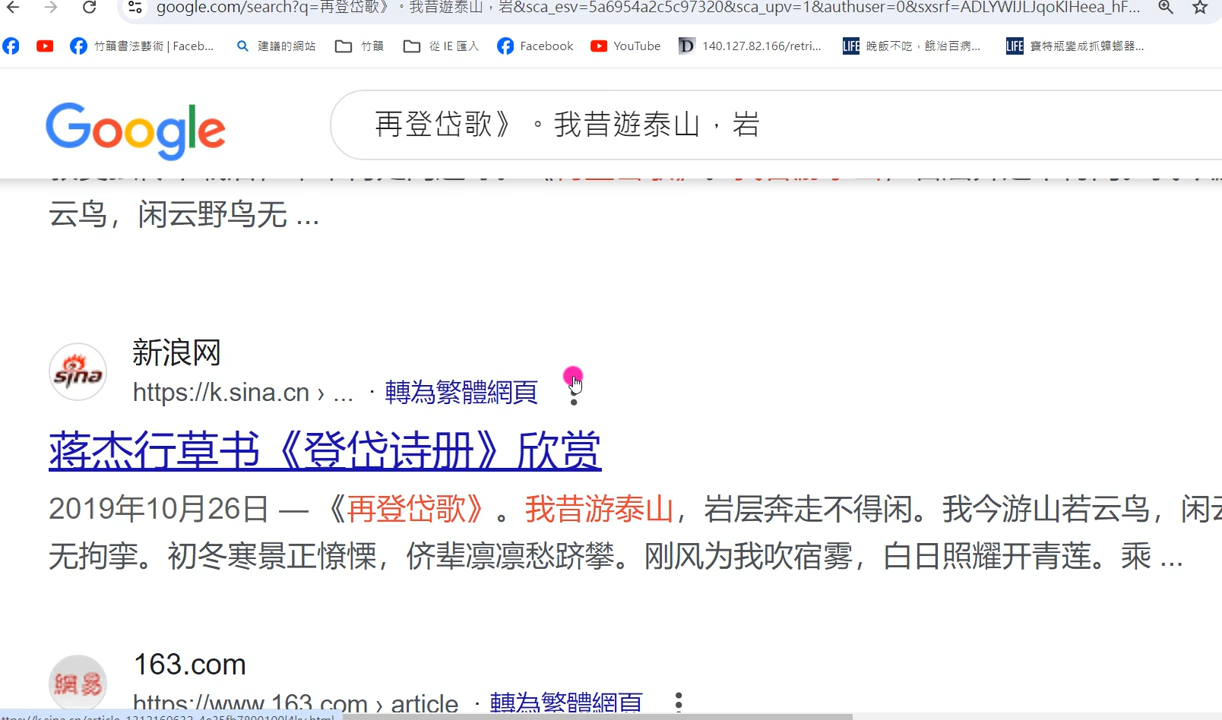 google.com/search?q=再登岱歌》。我昔遊泰山，岩&sca_esv=5a6954a2c5c97320&sca_upv=1&authuser=0&sxsrf=ADLYWIJLJqoKlHeea_hF...
竹韻書法藝術 | Faceb... 建議的網站 竹韻 從 IE 匯入 Facebook YouTube 140.127.82.166/retri... LIFE 晚飯不吃，餓治百病... LIFE 寶特瓶變成抓蟑螂器...
Google 再登岱歌》。我昔遊泰山，岩
云鸟，闲云野鸟无 ...
sina 新浪网
https://k.sina.cn › ... · 轉為繁體網頁
蒋杰行草书《登岱诗册》欣赏
2019年10月26日 — 《再登岱歌》。我昔游泰山，岩层奔走不得闲。我今游山若云鸟，闲云
无拘挛。初冬寒景正憭慄，侪辈凛凛愁跻攀。刚风为我吹宿雾，白日照耀开青莲。乘 ...
網易 163.com
https://www.163.com › article · 轉為繁體網頁